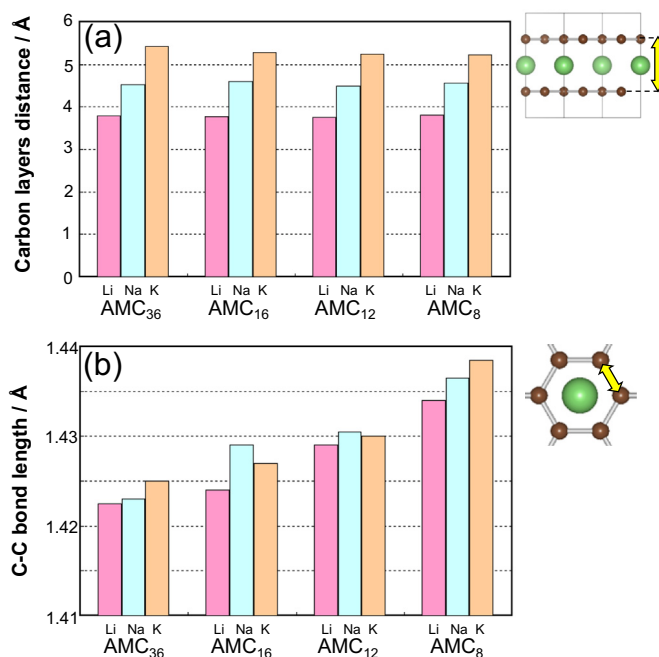 (a)
Carbon layers distance / Å
6
5
4
3
2
1
0
Li Na K
Li Na K
Li Na K
Li Na K
AMC36
AMC16
AMC12
AMC8
(b)
C-C bond length / Å
1.44
1.43
1.42
1.41
Li Na K
Li Na K
Li Na K
Li Na K
AMC36
AMC16
AMC12
AMC8